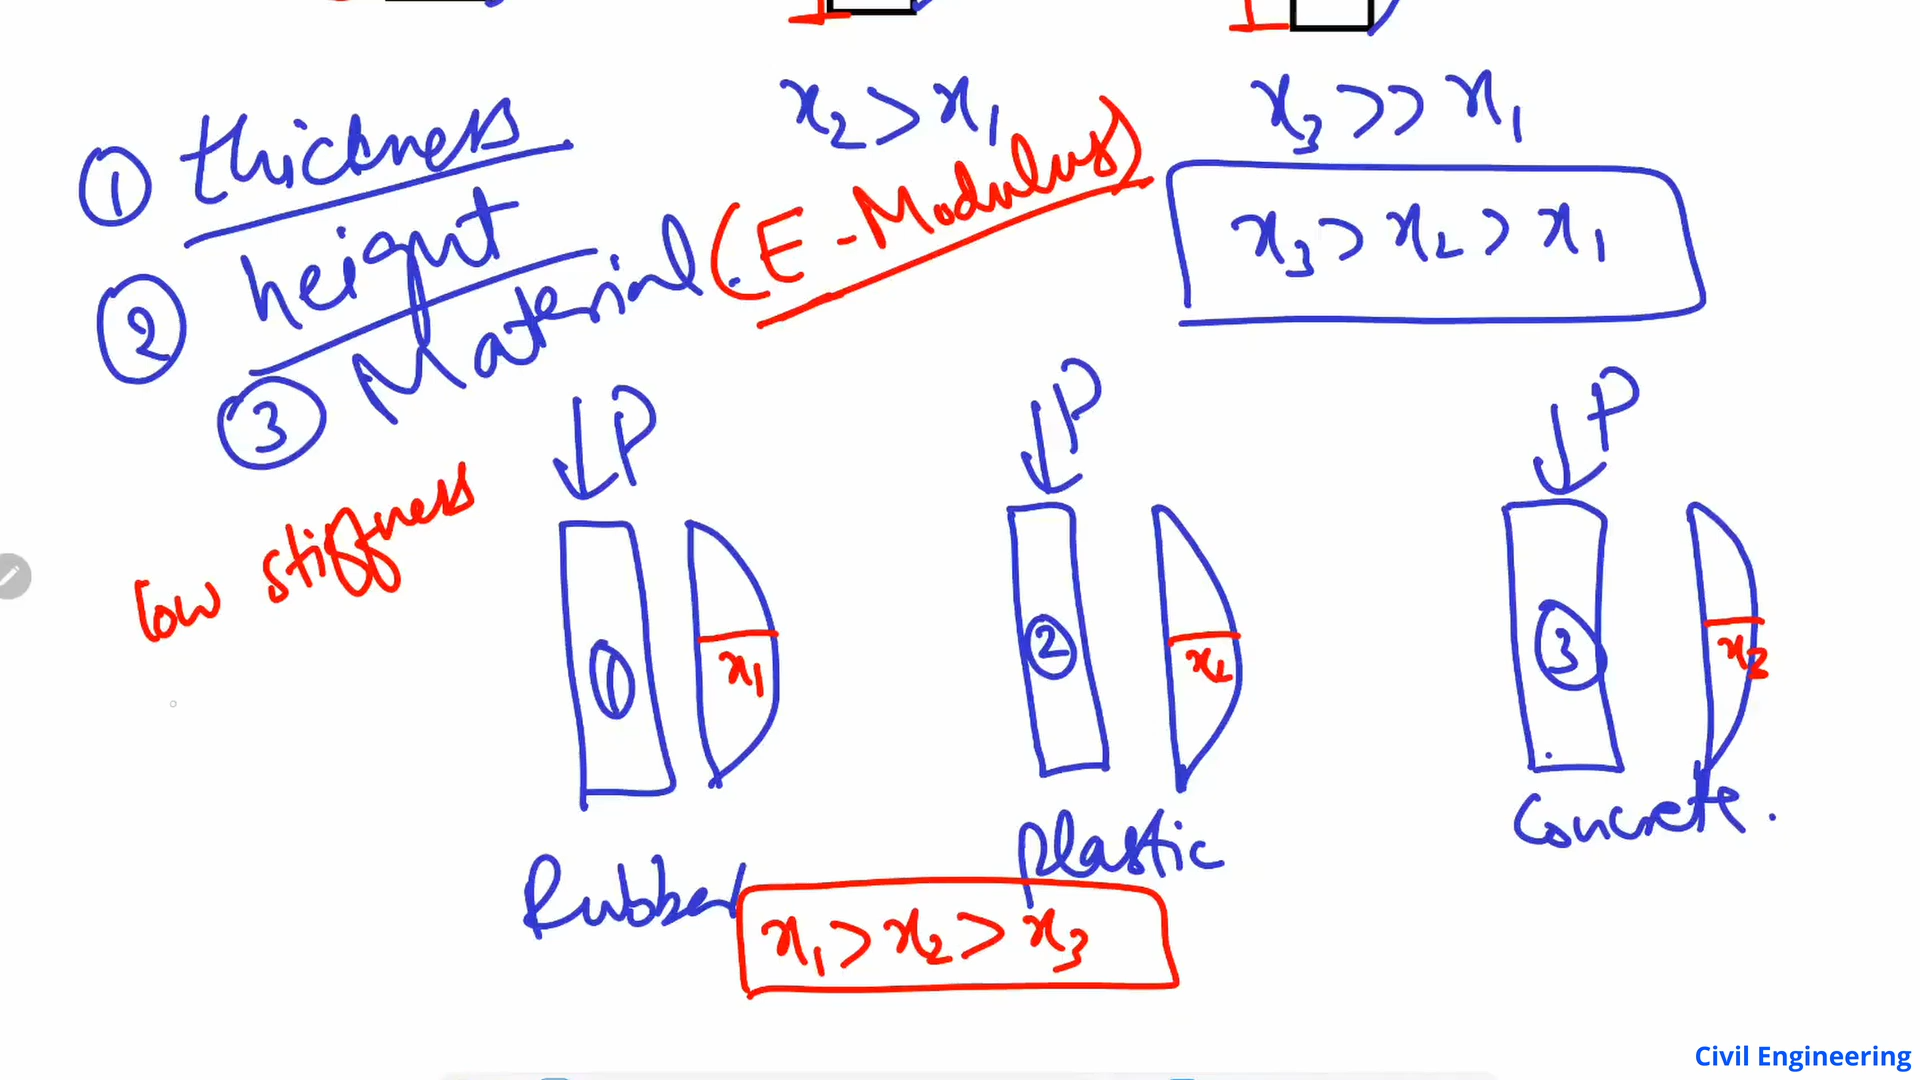 x₂ > x₁
x₃ >> x₁
① thickness
② height
③ Material (E-Modulus)
x₃ > x₂ > x₁
P
P
P
low stiffness
1
x₁
2
x₂
3
x₂
Rubber
plastic
Concrete.
x₁ > x₂ > x₃
Civil Engineering